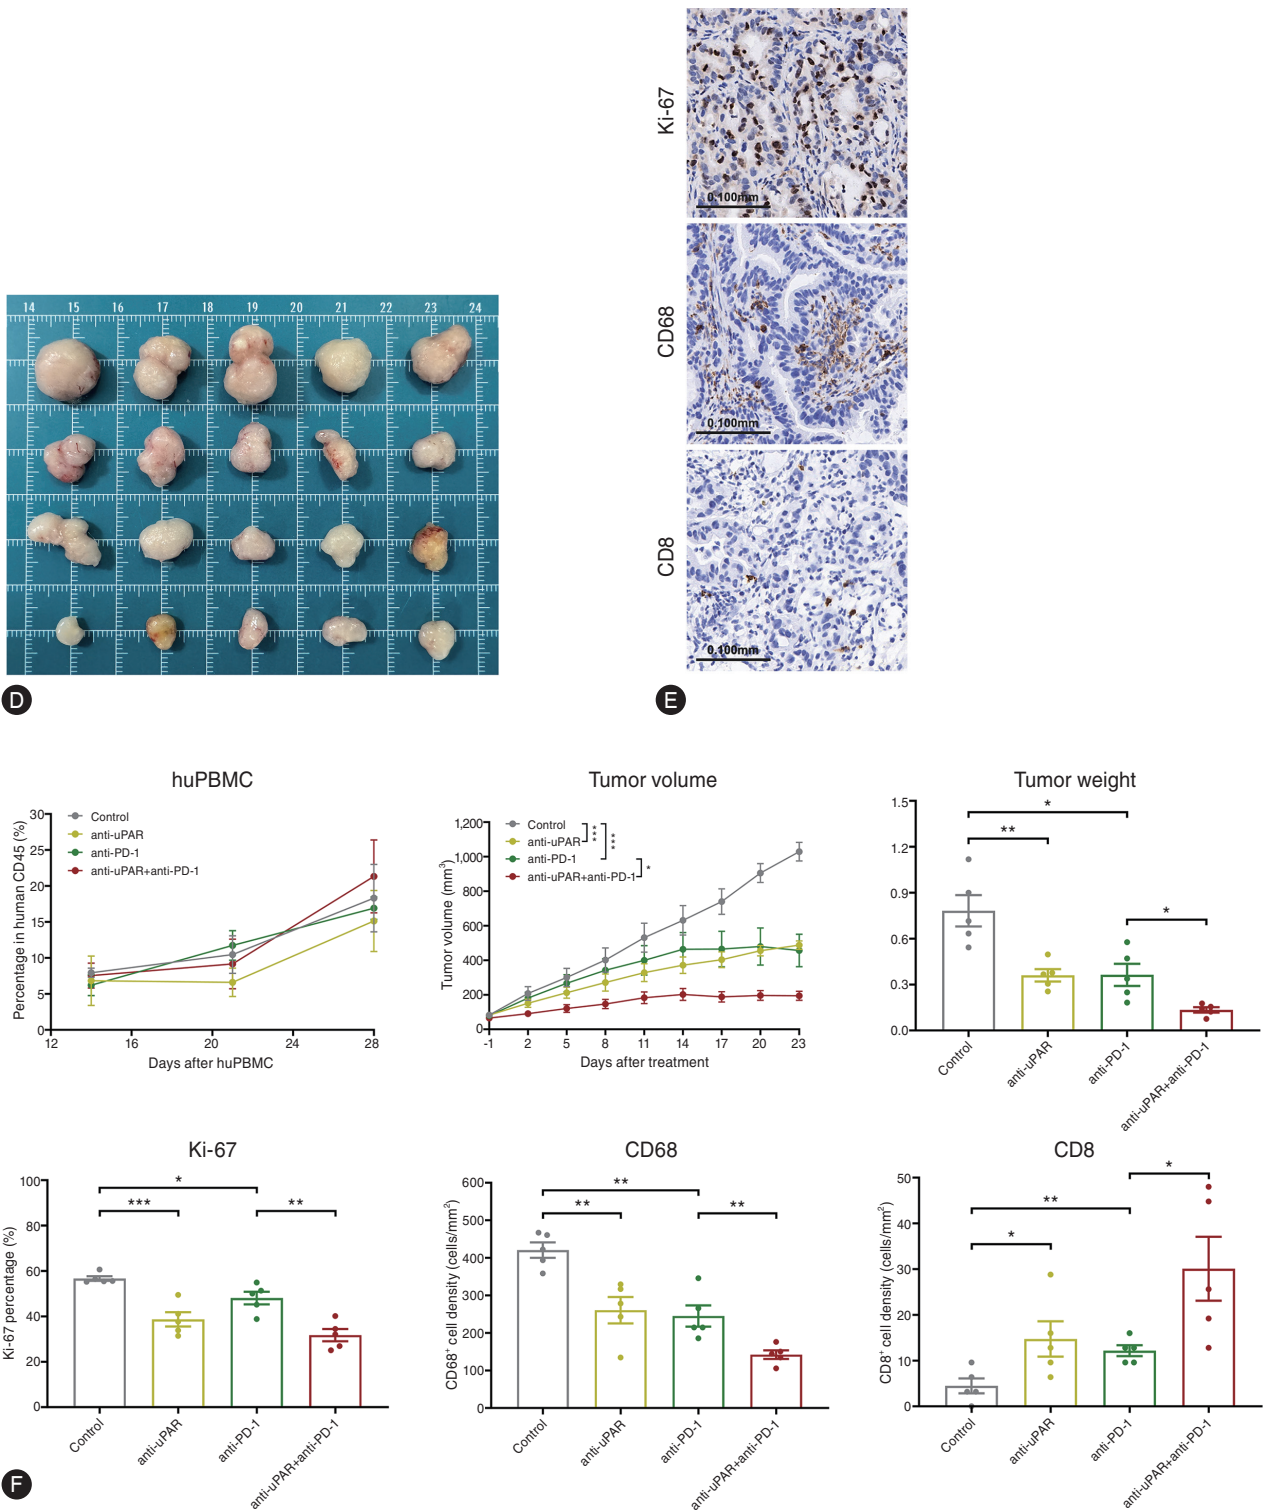 14 15 16 17 18 19 20 21 22 23 24
D
Ki-67
0.100mm
CD68
0.100mm
CD8
0.100mm
E
huPBMC
Percentage in human CD45 (%)
30
25
20
15
10
5
0
12 16 20 24 28
Days after huPBMC
Control
anti-uPAR
anti-PD-1
anti-uPAR+anti-PD-1
Tumor volume
Tumor volume (mm³)
1,200
1,000
800
600
400
200
0
-1 2 5 8 11 14 17 20 23
Days after treatment
Control
anti-uPAR
anti-PD-1
anti-uPAR+anti-PD-1
***
***
*
Tumor weight
1.5
1.2
0.9
0.6
0.3
0.0
*
**
*
Control
anti-uPAR
anti-PD-1
anti-uPAR+anti-PD-1
Ki-67
Ki-67 percentage (%)
100
80
60
40
20
0
*
***
**
Control
anti-uPAR
anti-PD-1
anti-uPAR+anti-PD-1
CD68
CD68⁺ cell density (cells/mm²)
600
500
400
300
200
100
0
**
**
**
Control
anti-uPAR
anti-PD-1
anti-uPAR+anti-PD-1
CD8
CD8⁺ cell density (cells/mm²)
50
40
30
20
10
0
*
**
*
Control
anti-uPAR
anti-PD-1
anti-uPAR+anti-PD-1
F